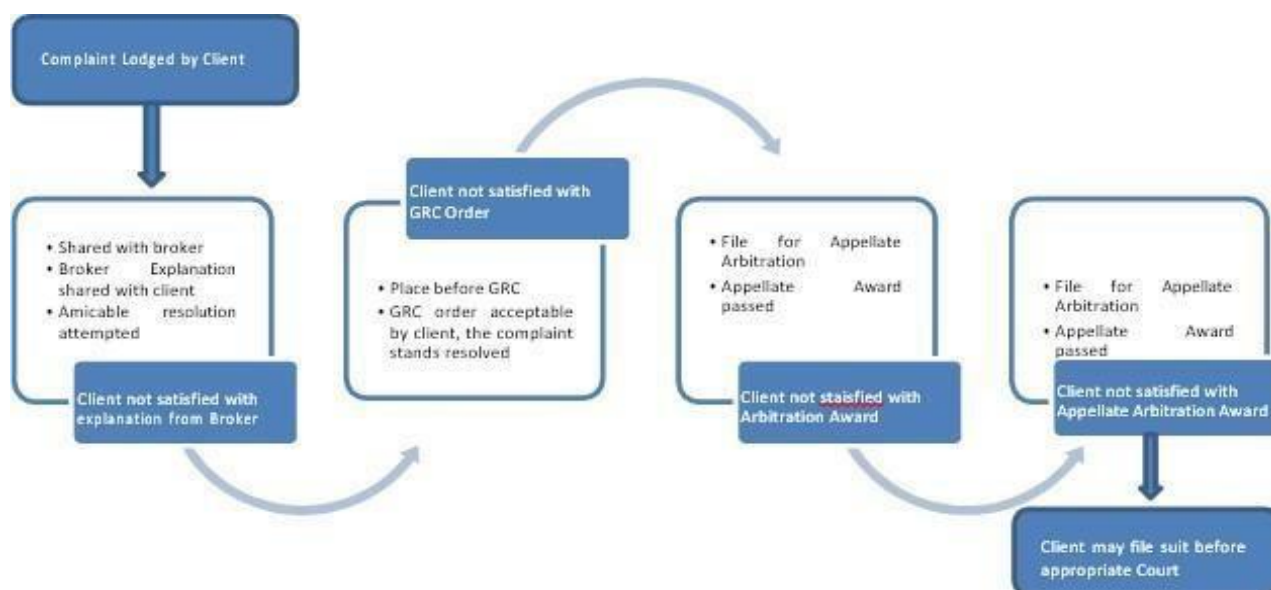 Complaint Lodged by Client
• Shared with broker
• Broker Explanation
shared with client
• Amicable resolution
attempted
Client not satisfied with
explanation from Broker
Client not satisfied with
GRC Order
• Place before GRC
• GRC order acceptable
by client, the complaint
stands resolved
• File for Appellate
Arbitration
• Appellate Award
passed
Client not staisfied with
Arbitration Award
• File for Appellate
Arbitration
• Appellate Award
passed
Client not satisfied with
Appellate Arbitration Award
Client may file suit before
appropriate Court